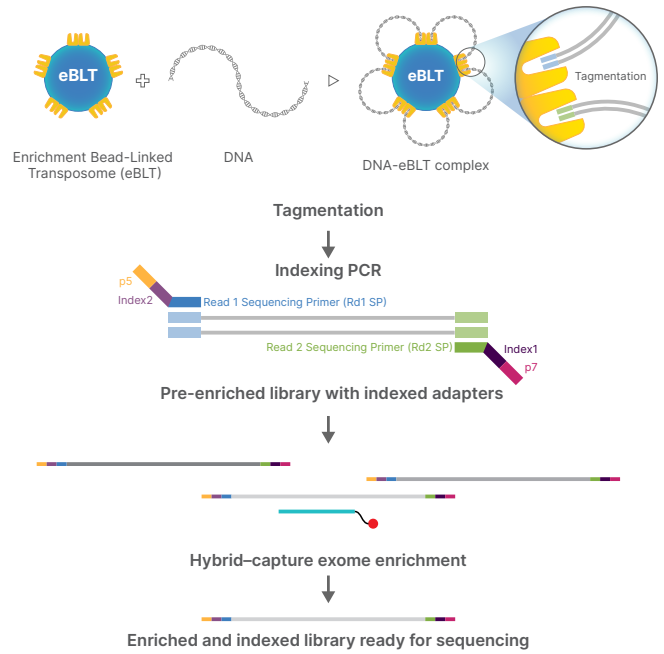 eBLT
eBLT
Tagmentation
Enrichment Bead-Linked
Transposome (eBLT)
DNA
DNA-eBLT complex
Tagmentation
Indexing PCR
p5
Index2
Read 1 Sequencing Primer (Rd1 SP)
Read 2 Sequencing Primer (Rd2 SP)
Index1
p7
Pre-enriched library with indexed adapters
Hybrid–capture exome enrichment
Enriched and indexed library ready for sequencing